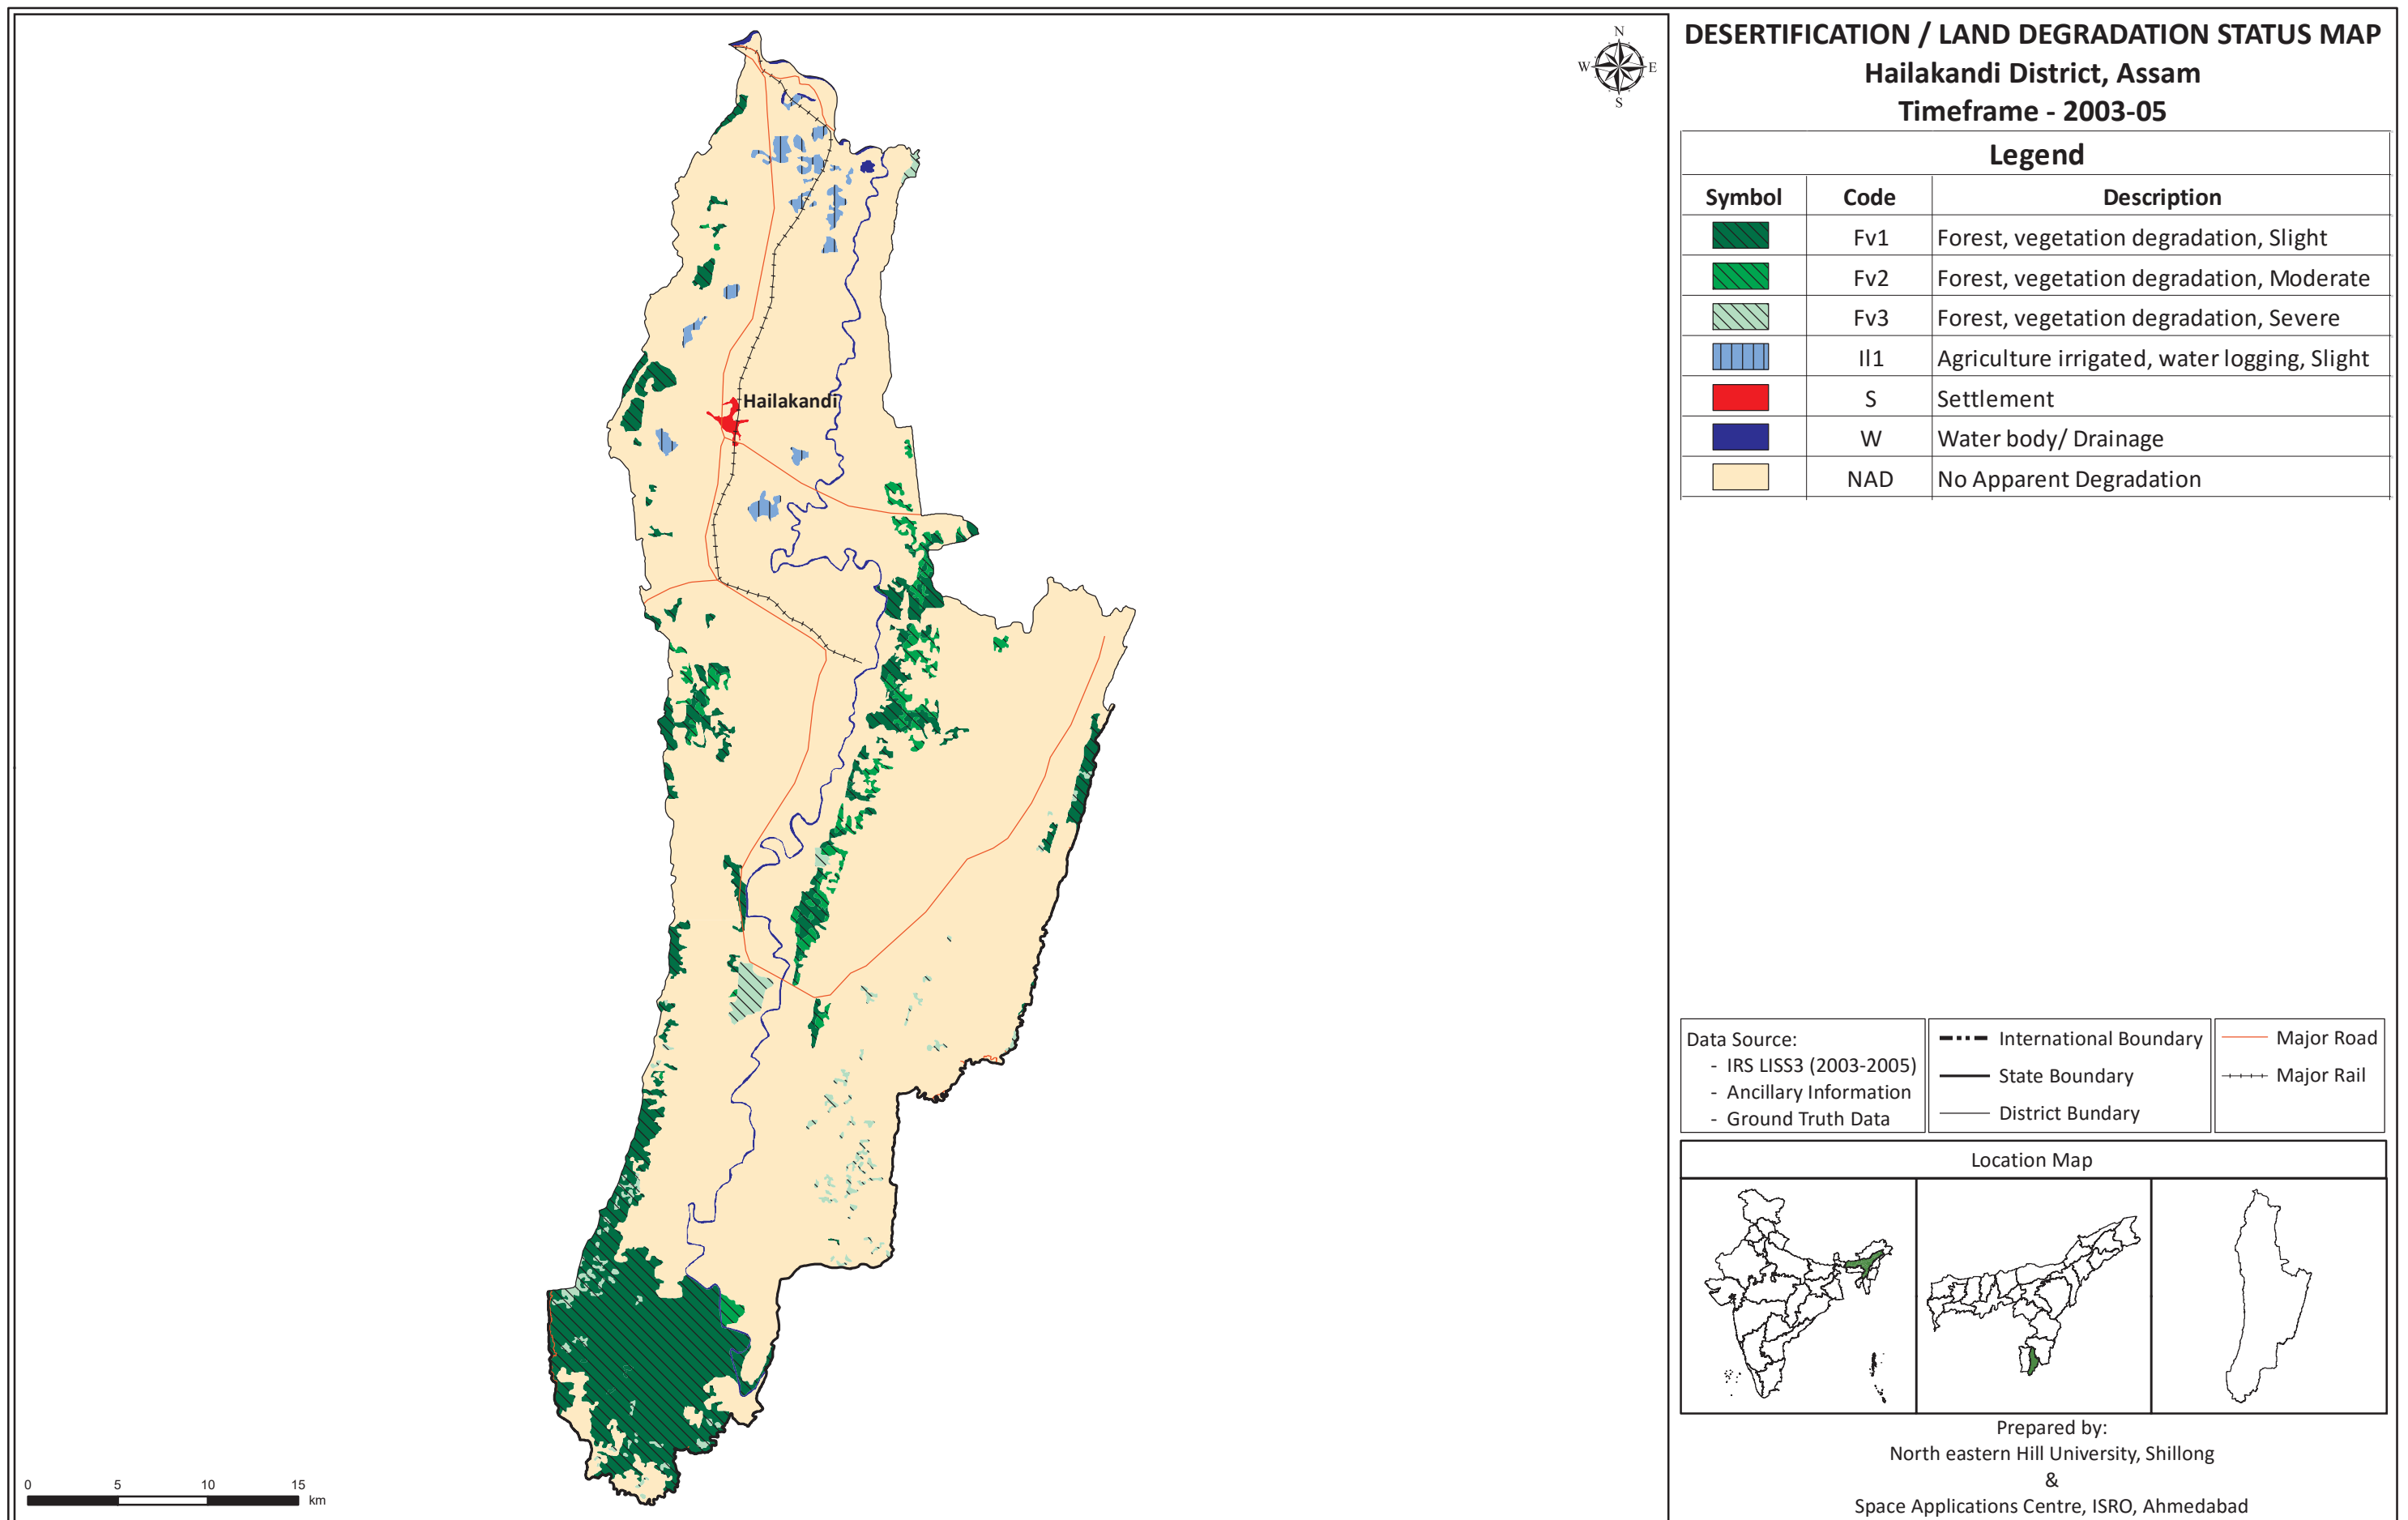 DESERTIFICATION / LAND DEGRADATION STATUS MAP
Hailakandi District, Assam
Timeframe - 2003-05
Legend
Symbol Code Description
Fv1 Forest, vegetation degradation, Slight
Fv2 Forest, vegetation degradation, Moderate
Fv3 Forest, vegetation degradation, Severe
Il1 Agriculture irrigated, water logging, Slight
S Settlement
W Water body/ Drainage
NAD No Apparent Degradation
N
W E
S
Hailakandi
0 5 10 15
km
Data Source:
- IRS LISS3 (2003-2005)
- Ancillary Information
- Ground Truth Data
International Boundary
State Boundary
District Bundary
Major Road
Major Rail
Location Map
Prepared by:
North eastern Hill University, Shillong
&
Space Applications Centre, ISRO, Ahmedabad